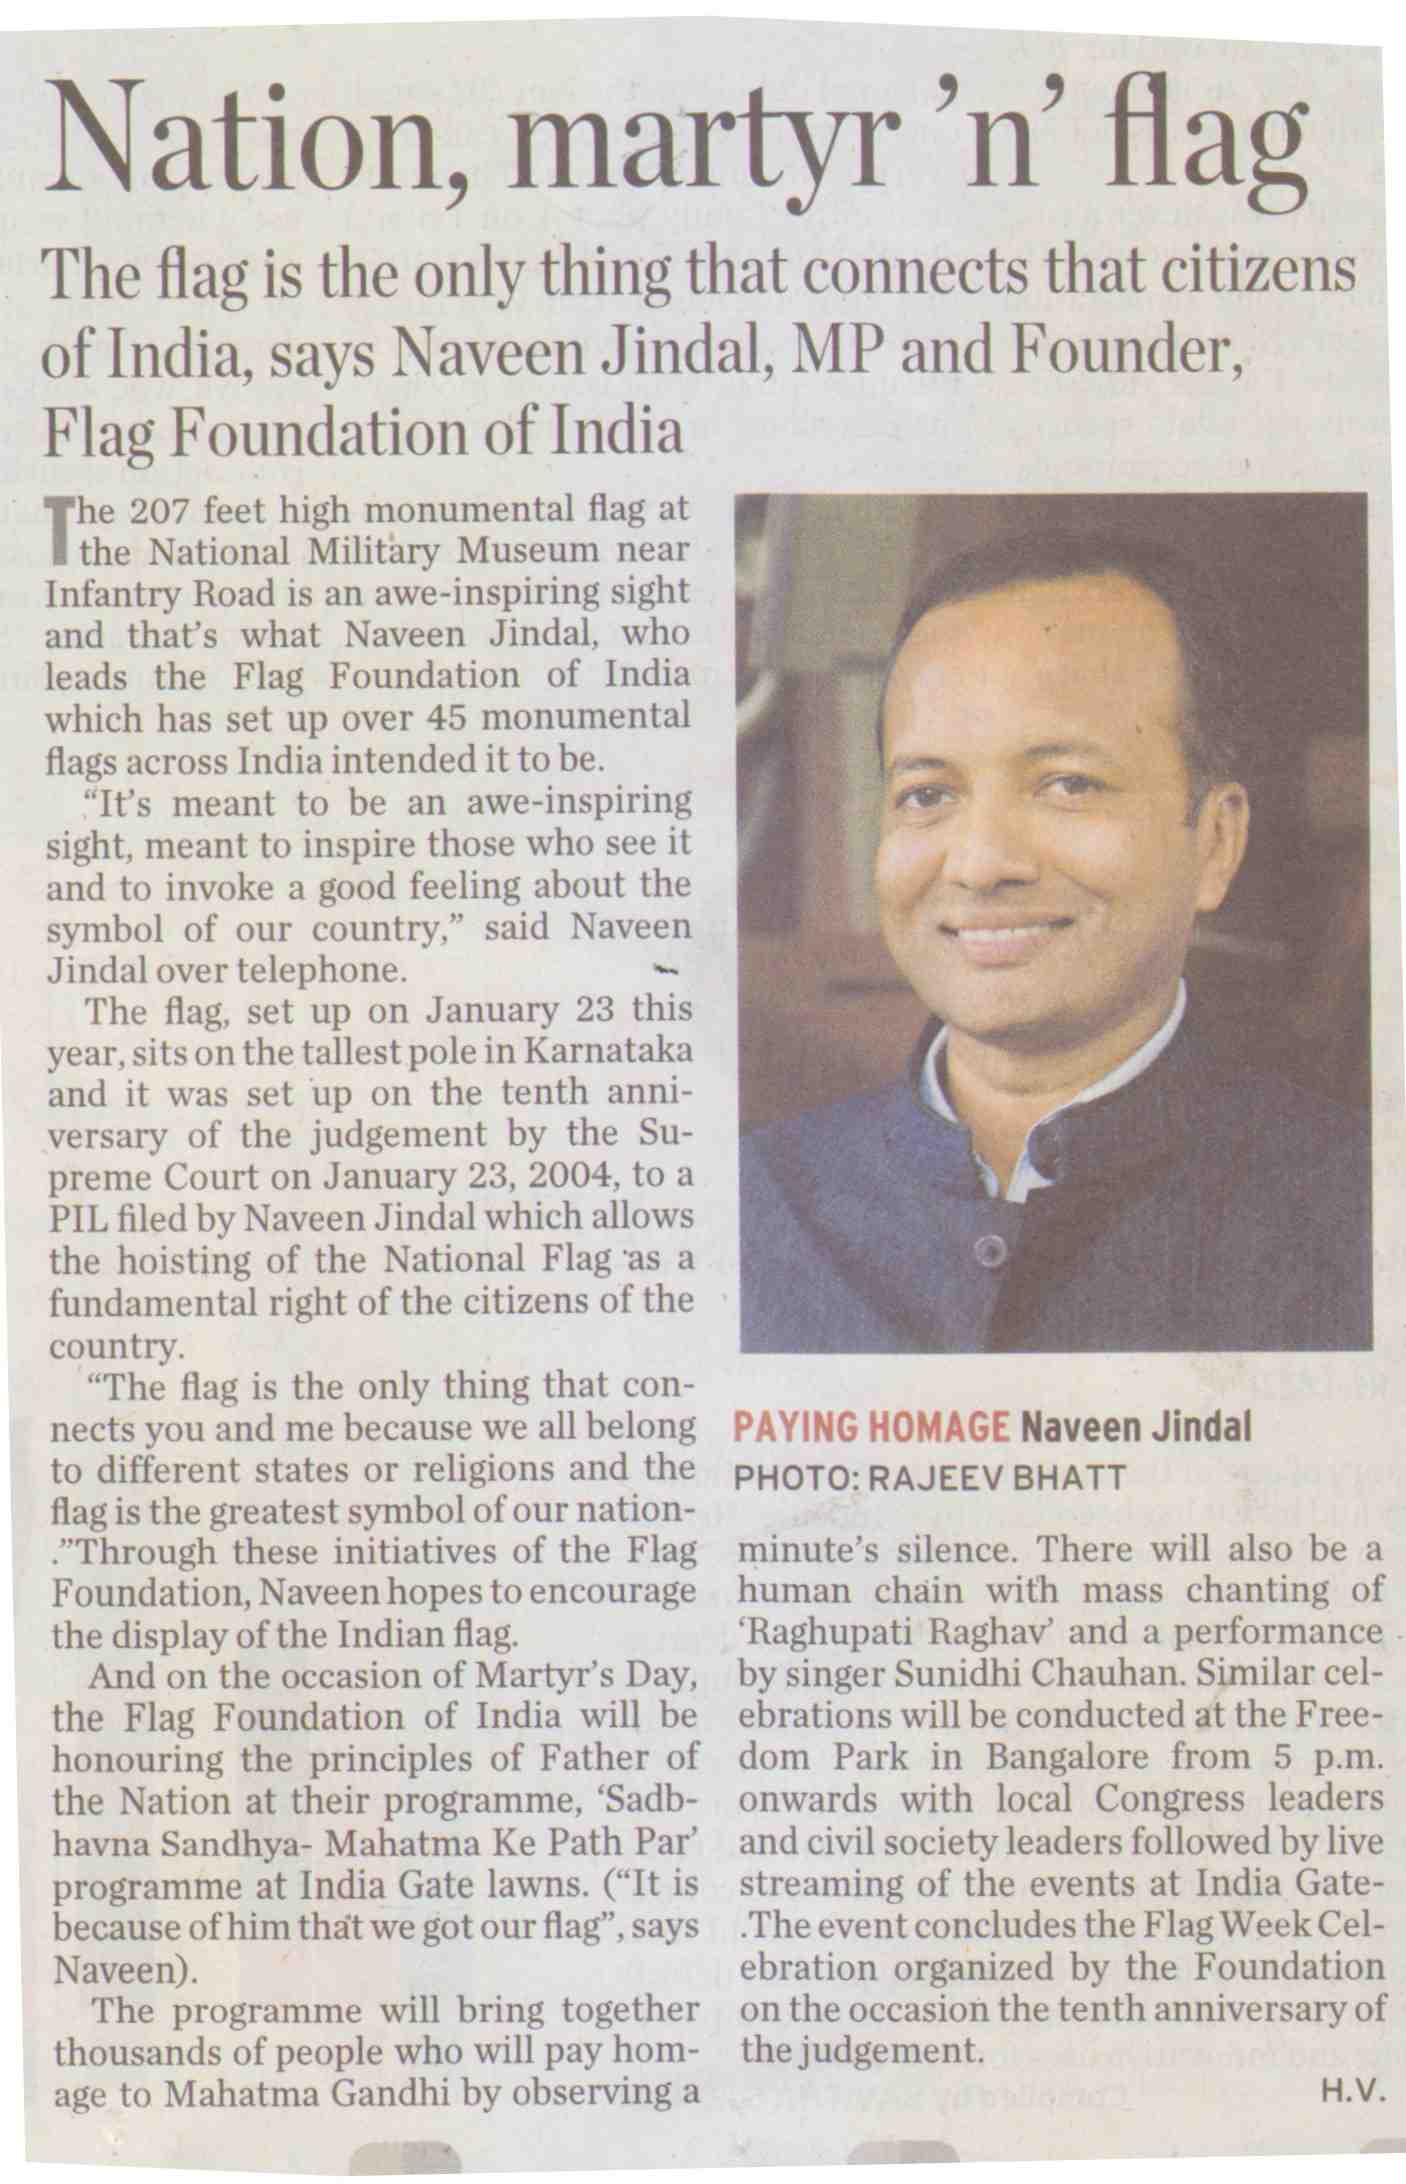 Nation, martyr ’n’ flag
The flag is the only thing that connects that citizens
of India, says Naveen Jindal, MP and Founder,
Flag Foundation of India
The 207 feet high monumental flag at
the National Military Museum near
Infantry Road is an awe-inspiring sight
and that’s what Naveen Jindal, who
leads the Flag Foundation of India
which has set up over 45 monumental
flags across India intended it to be.
“It’s meant to be an awe-inspiring
sight, meant to inspire those who see it
and to invoke a good feeling about the
symbol of our country,” said Naveen
Jindal over telephone.
The flag, set up on January 23 this
year, sits on the tallest pole in Karnataka
and it was set up on the tenth anni-
versary of the judgement by the Su-
preme Court on January 23, 2004, to a
PIL filed by Naveen Jindal which allows
the hoisting of the National Flag as a
fundamental right of the citizens of the
country.
“The flag is the only thing that con-
nects you and me because we all belong
to different states or religions and the
flag is the greatest symbol of our nation-
.”Through these initiatives of the Flag
Foundation, Naveen hopes to encourage
the display of the Indian flag.
And on the occasion of Martyr’s Day,
the Flag Foundation of India will be
honouring the principles of Father of
the Nation at their programme, ‘Sadb-
havna Sandhya- Mahatma Ke Path Par’
programme at India Gate lawns. (“It is
because of him that we got our flag”, says
Naveen).
The programme will bring together
thousands of people who will pay hom-
age to Mahatma Gandhi by observing a
PAYING HOMAGE Naveen Jindal
PHOTO: RAJEEV BHATT
minute’s silence. There will also be a
human chain with mass chanting of
‘Raghupati Raghav’ and a performance
by singer Sunidhi Chauhan. Similar cel-
ebrations will be conducted at the Free-
dom Park in Bangalore from 5 p.m.
onwards with local Congress leaders
and civil society leaders followed by live
streaming of the events at India Gate-
.The event concludes the Flag Week Cel-
ebration organized by the Foundation
on the occasion the tenth anniversary of
the judgement.
H.V.